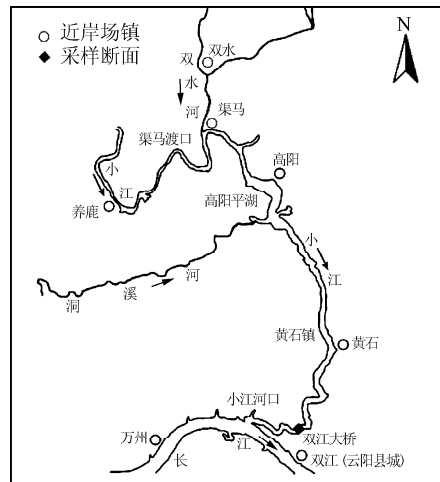 近岸场镇
采样断面
N
双水
双
水
河
渠马
渠马渡口
小
江
高阳
养鹿
高阳平湖
小
江
洞
溪
河
黄石镇
黄石
小江河口
万州
双江大桥
长
江
双江 (云阳县城)